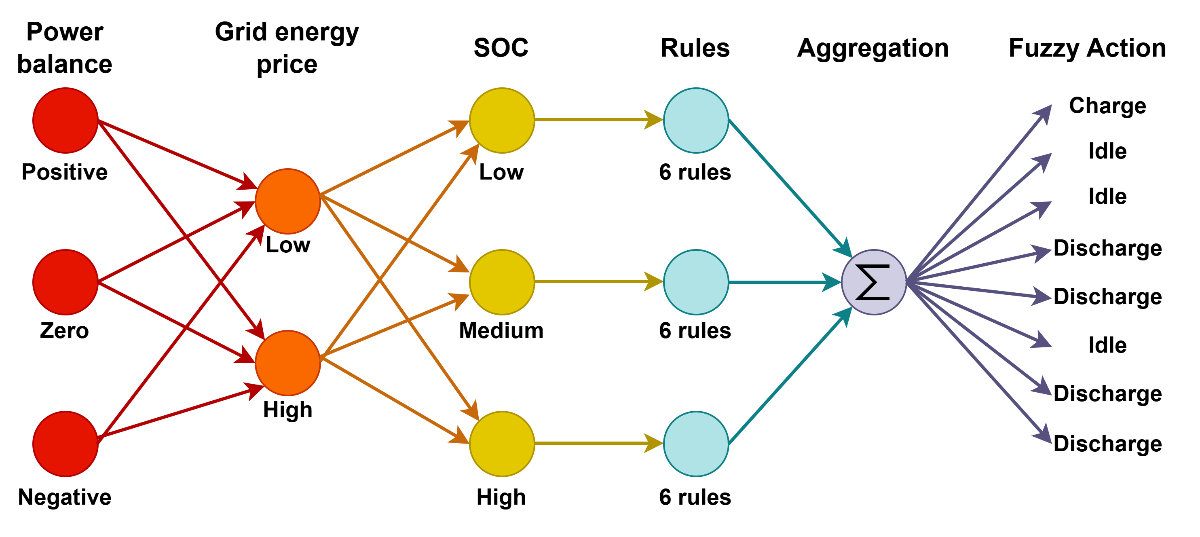 Power
balance
Grid energy
price
SOC
Rules
Aggregation
Fuzzy Action
Positive
Zero
Negative
Low
High
Low
Medium
High
6 rules
6 rules
6 rules
Σ
Charge
Idle
Idle
Discharge
Discharge
Idle
Discharge
Discharge